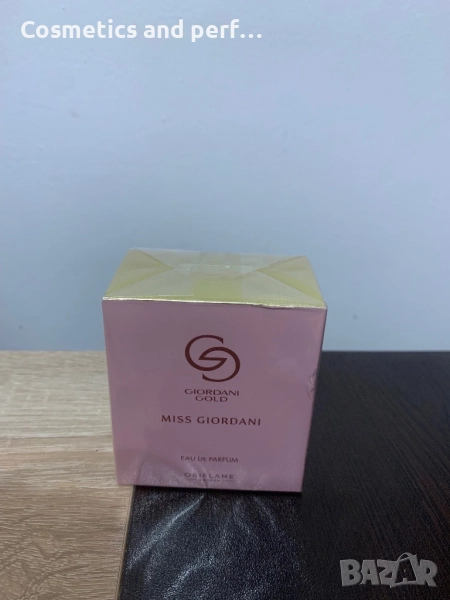 Cosmetics and perf...
GIORDANI
GOLD
MISS GIORDANI
EAU DE PARFUM
ORIFLAME
BAZAR